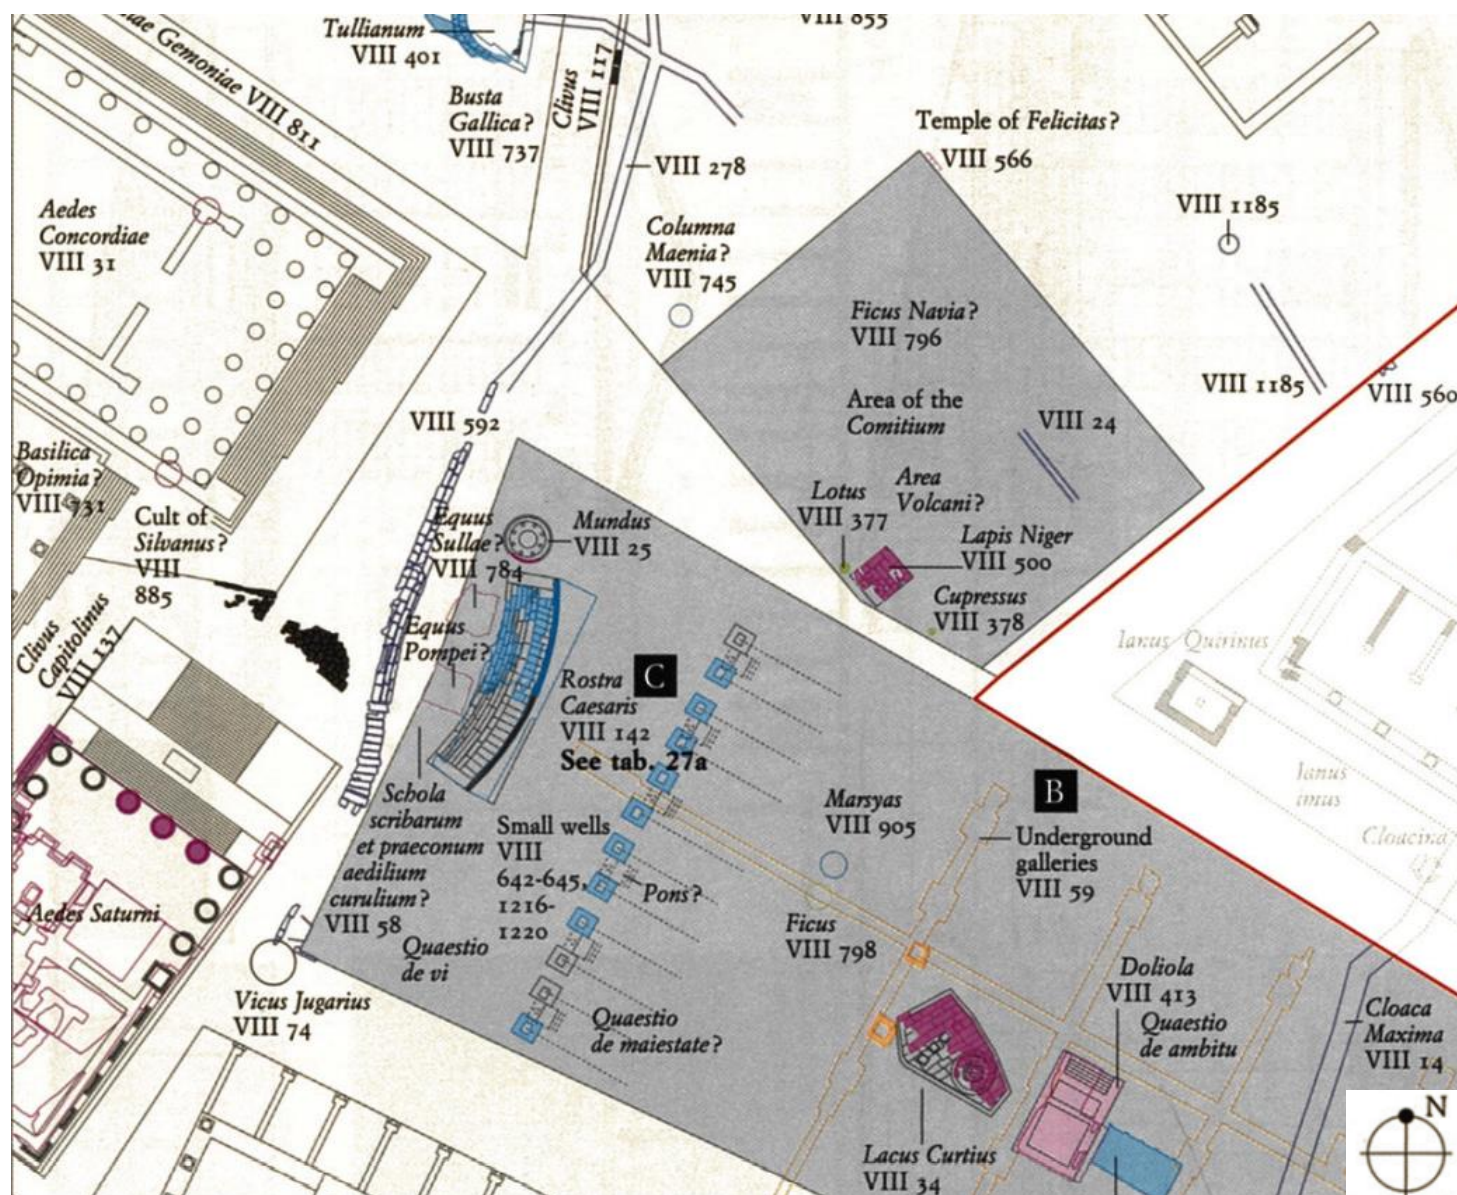 Tullianum
VIII 401
VIII 855
Gemoniae VIII 811
Clivus
VIII 117
Busta
Gallica?
VIII 737
VIII 278
Temple of Felicitas?
VIII 566
VIII 1185
Aedes
Concordiae
VIII 31
Columna
Maenia?
VIII 745
Ficus Navia?
VIII 796
VIII 1185
VIII 560
Area of the
Comitium
VIII 24
VIII 592
Basilica
Opimia?
VIII 731
Cult of
Silvanus?
VIII
885
Equus
Sullae?
VIII 784
Mundus
VIII 25
Lotus
VIII 377
Area
Volcani?
Lapis Niger
VIII 500
Cupressus
VIII 378
Clivus
Capitolinus
VIII 137
Equus
Pompei?
Rostra
Caesaris
VIII 142
See tab. 27a
C
Ianus Quirinus
Ianus
imus
Cloacina
B
Schola
scribarum
et praeconum
aedilium
curulium?
VIII 58
Small wells
VIII
642-645,
1216-
1220
Pons?
Marsyas
VIII 905
Underground
galleries
VIII 59
Aedes Saturni
Quaestio
de vi
Ficus
VIII 798
Vicus Jugarius
VIII 74
Quaestio
de maiestate?
Doliola
VIII 413
Quaestio
de ambitu
Cloaca
Maxima
VIII 14
Lacus Curtius
VIII 34
N